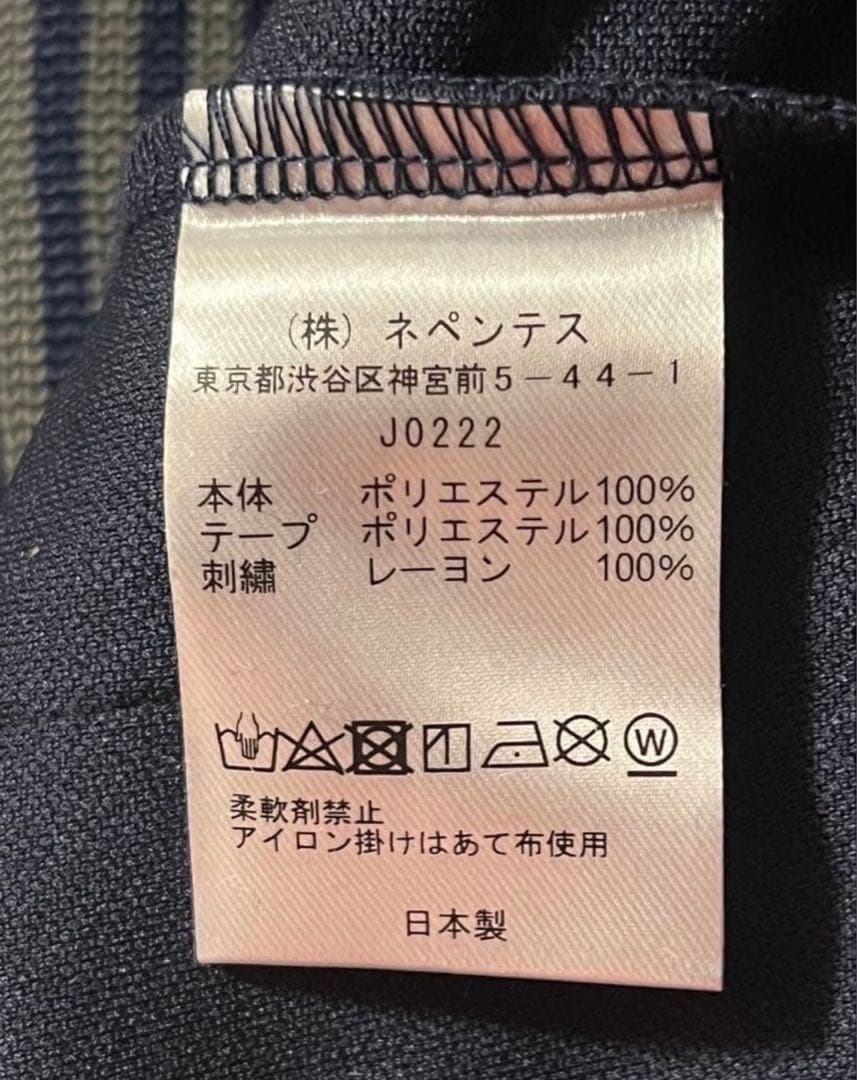 (株) ネペンテス
東京都渋谷区神宮前5-44-1
J0222
本体 ポリエステル100%
テープ ポリエステル100%
刺繍 レーヨン 100%
W
柔軟剤禁止
アイロン掛けはあて布使用
日本製